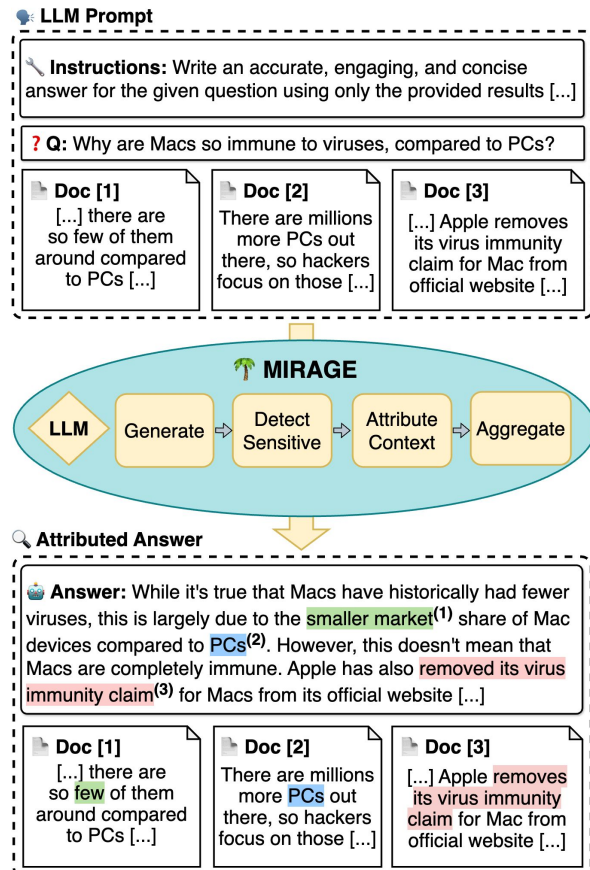 LLM Prompt
Instructions: Write an accurate, engaging, and concise
answer for the given question using only the provided results [...]
? Q: Why are Macs so immune to viruses, compared to PCs?
Doc [1]
[...] there are
so few of them
around compared
to PCs [...]
Doc [2]
There are millions
more PCs out
there, so hackers
focus on those [...]
Doc [3]
[...] Apple removes
its virus immunity
claim for Mac from
official website [...]
MIRAGE
LLM
Generate
Detect
Sensitive
Attribute
Context
Aggregate
Attributed Answer
Answer: While it's true that Macs have historically had fewer
viruses, this is largely due to the smaller market(1) share of Mac
devices compared to PCs(2). However, this doesn't mean that
Macs are completely immune. Apple has also removed its virus
immunity claim(3) for Macs from its official website [...]
Doc [1]
[...] there are
so few of them
around compared
to PCs [...]
Doc [2]
There are millions
more PCs out
there, so hackers
focus on those [...]
Doc [3]
[...] Apple removes
its virus immunity
claim for Mac from
official website [...]